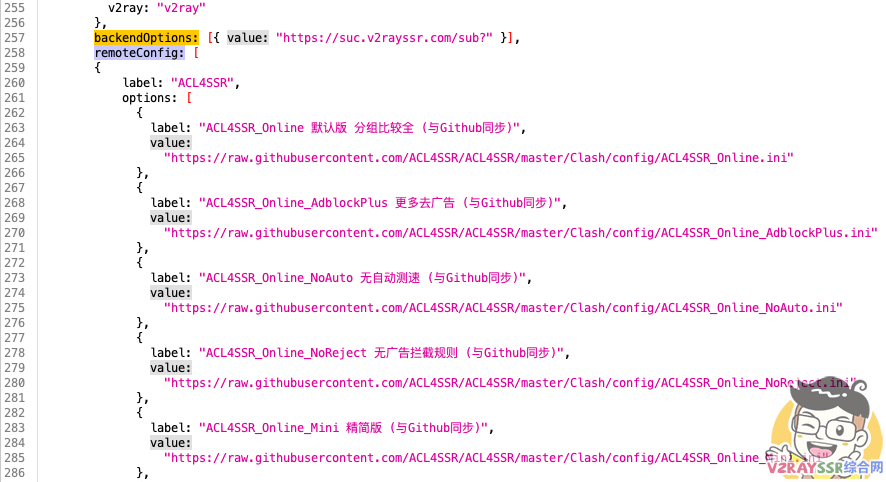 255 v2ray: "v2ray"
256 },
257 backendOptions: [{ value: "https://suc.v2rayssr.com/sub?" }],
258 remoteConfig: [
259 {
260 label: "ACL4SSR",
261 options: [
262 {
263 label: "ACL4SSR_Online 默认版 分组比较全 (与Github同步)",
264 value:
265 "https://raw.githubusercontent.com/ACL4SSR/ACL4SSR/master/Clash/config/ACL4SSR_Online.ini"
266 },
267 {
268 label: "ACL4SSR_Online_AdblockPlus 更多去广告 (与Github同步)",
269 value:
270 "https://raw.githubusercontent.com/ACL4SSR/ACL4SSR/master/Clash/config/ACL4SSR_Online_AdblockPlus.ini"
271 },
272 {
273 label: "ACL4SSR_Online_NoAuto 无自动测速 (与Github同步)",
274 value:
275 "https://raw.githubusercontent.com/ACL4SSR/ACL4SSR/master/Clash/config/ACL4SSR_Online_NoAuto.ini"
276 },
277 {
278 label: "ACL4SSR_Online_NoReject 无广告拦截规则 (与Github同步)",
279 value:
280 "https://raw.githubusercontent.com/ACL4SSR/ACL4SSR/master/Clash/config/ACL4SSR_Online_NoReject.ini"
281 },
282 {
283 label: "ACL4SSR_Online_Mini 精简版 (与Github同步)",
284 value:
285 "https://raw.githubusercontent.com/ACL4SSR/ACL4SSR/master/Clash/config/ACL4SSR_Online_Mini.ini"
286 },
V2RAYSSR综合网